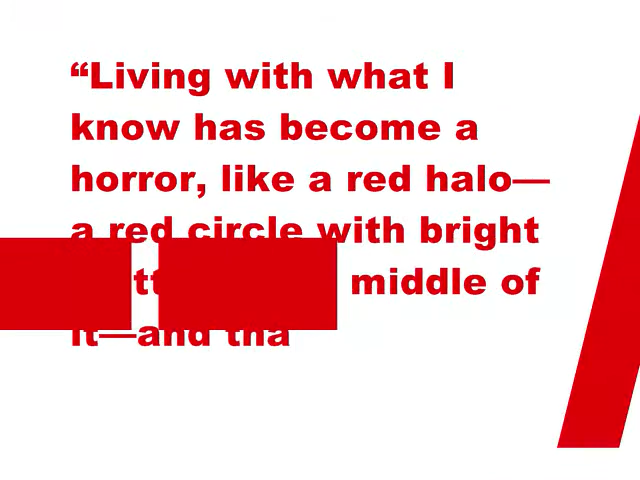 “Living with what I
know has become a
horror, like a red halo—
a red circle with bright
middle of
it—and tha